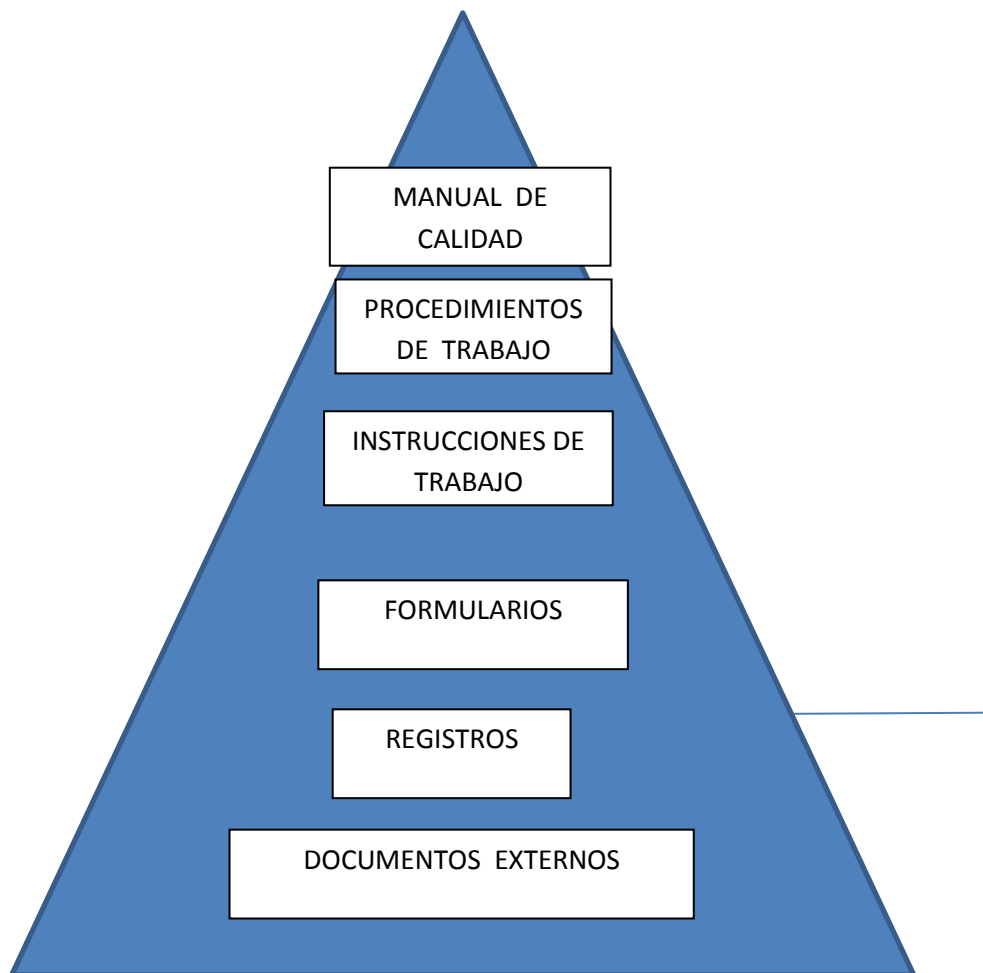 MANUAL DE
CALIDAD
PROCEDIMIENTOS
DE TRABAJO
INSTRUCCIONES DE
TRABAJO
FORMULARIOS
REGISTROS
DOCUMENTOS EXTERNOS